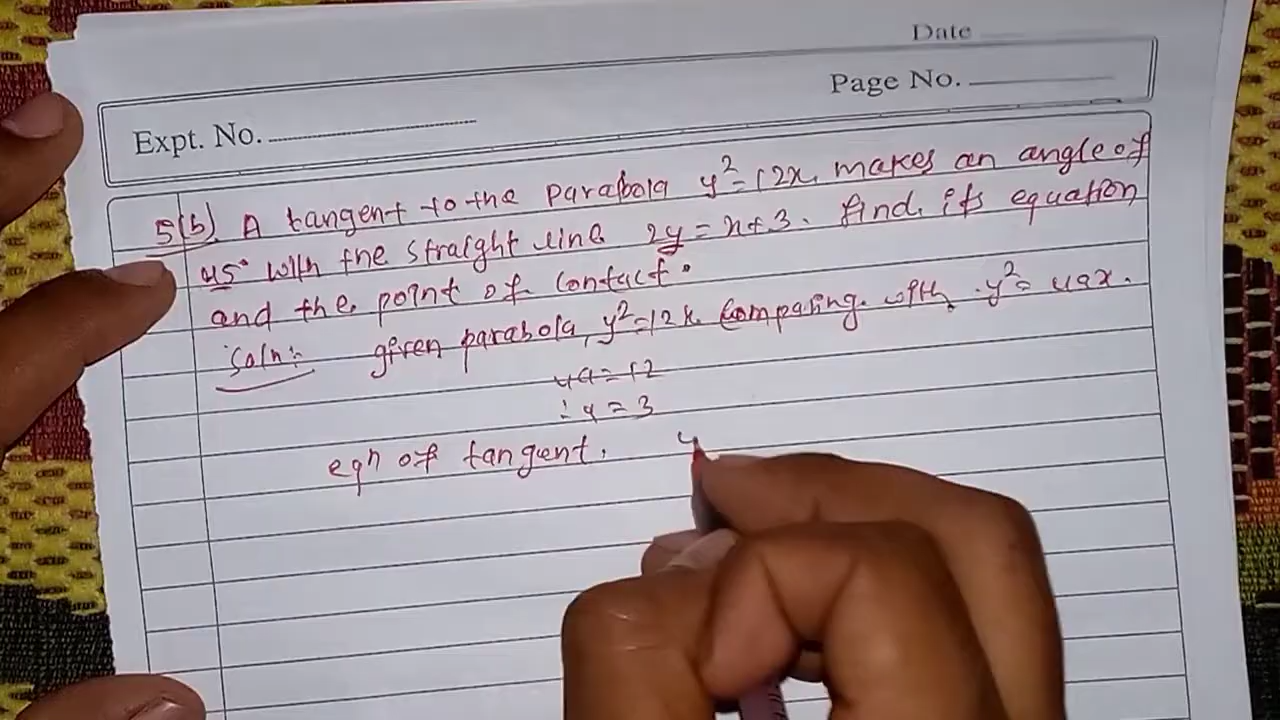 Date
Page No.
Expt. No.
5(b). A tangent to the parabola y²=12x makes an angle of
45° with the straight line 2y=x+3. find its equation
and the point of contact.
Soln:- given parabola, y²=12x comparing with y²=4ax.
4a=12
∴ a = 3
eqn of tangent, y